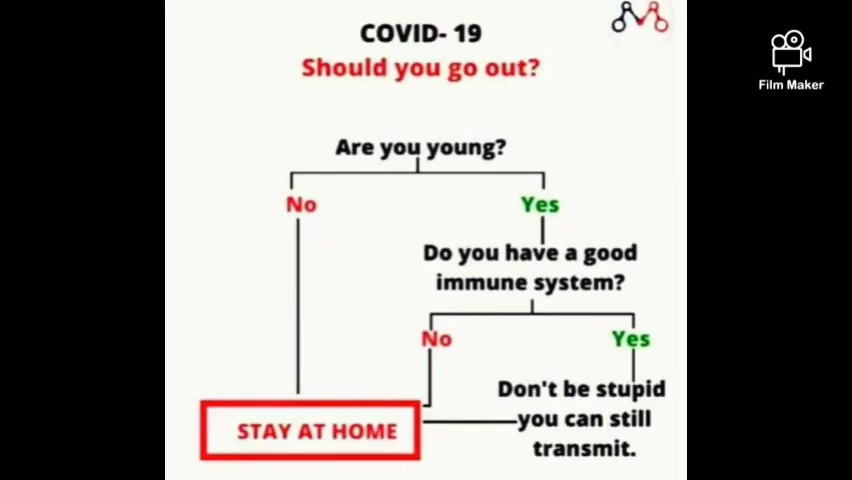 COVID- 19
Should you go out?
Film Maker
Are you young?
No
Yes
Do you have a good
immune system?
No
Yes
Don't be stupid
you can still
transmit.
STAY AT HOME